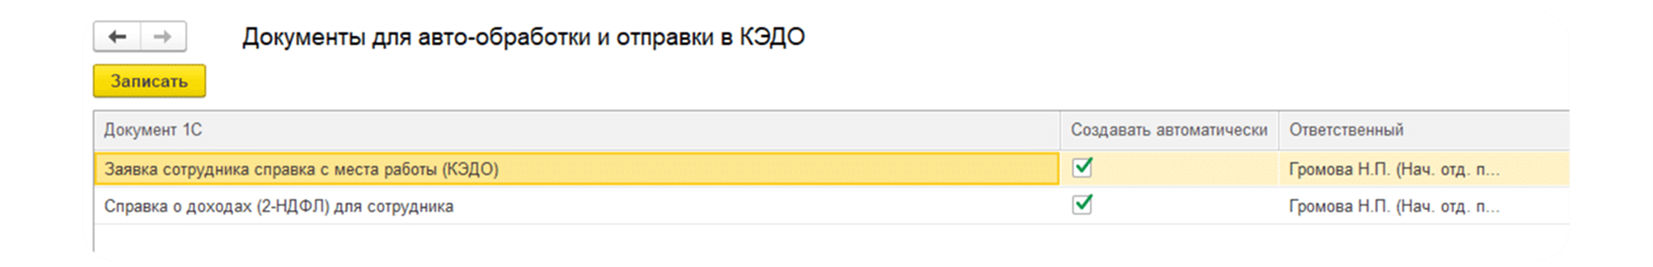 Документы для авто-обработки и отправки в КЭДО
Записать
Документ 1С Создавать автоматически Ответственный
Заявка сотрудника справка с места работы (КЭДО) Громова Н.П. (Нач. отд. п...
Справка о доходах (2-НДФЛ) для сотрудника Громова Н.П. (Нач. отд. п...